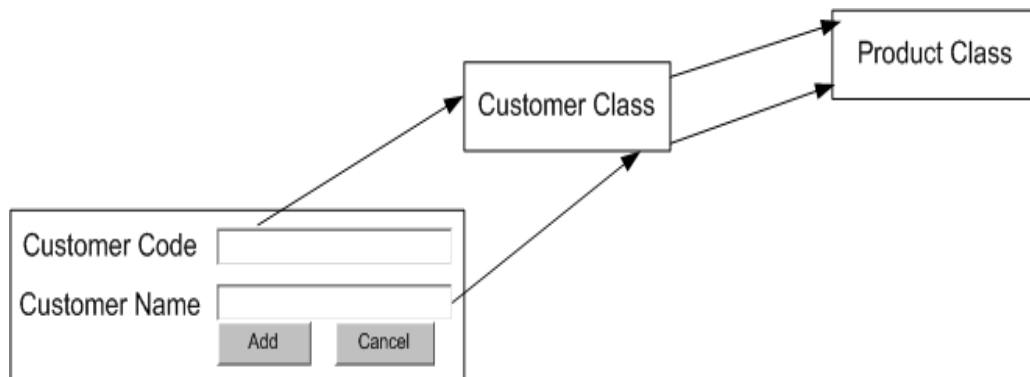 Product Class
Customer Class
Customer Code
Customer Name
Add
Cancel